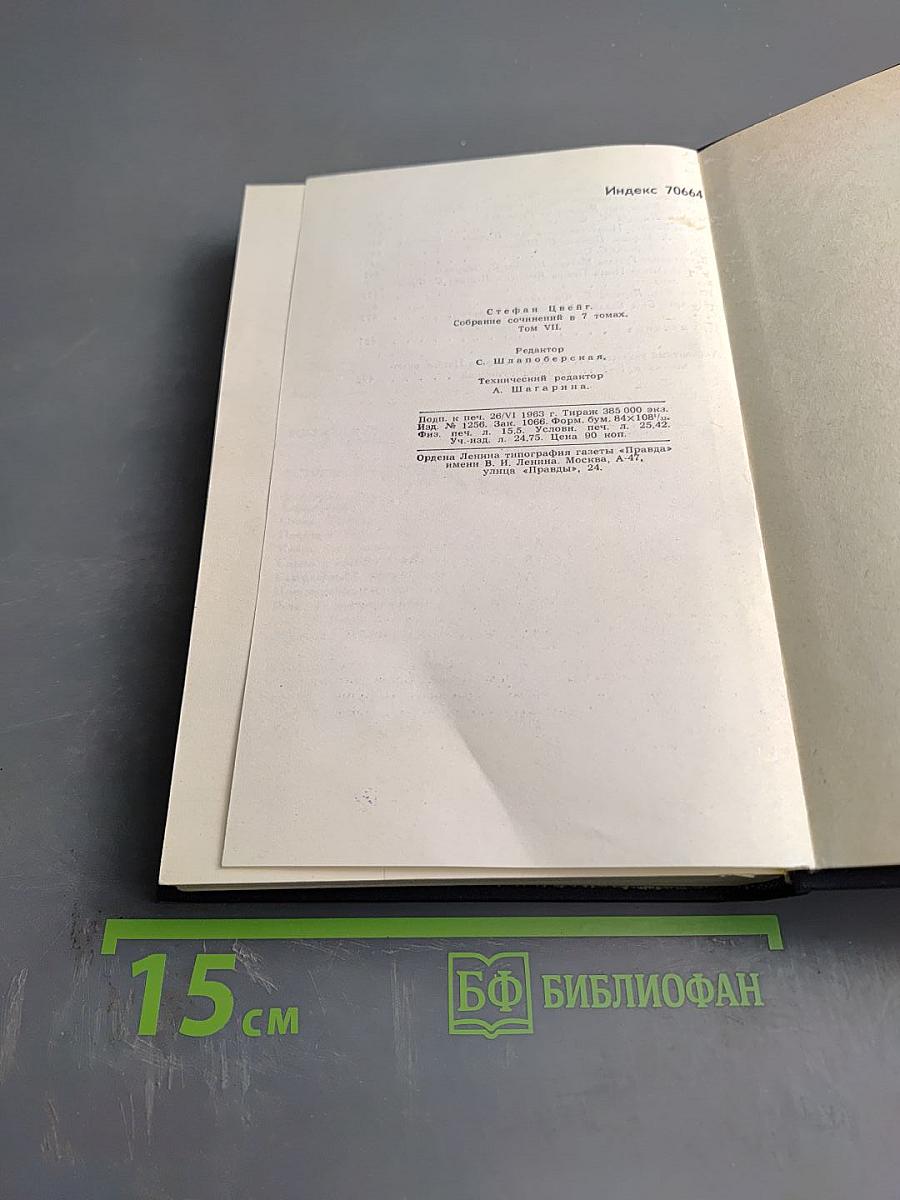 Индекс 70664
Стефан Цвейг.
Собрание сочинений в 7 томах.
Том VII.
Редактор
С. Шлапоберская.
Технический редактор
А. Шагарина.
Подп. к печ. 26/VI 1963 г. Тираж 385 000 экз.
Изд. № 1256. Зак. 1066. Форм. бум. 84×108¹/₃₂.
Физ. печ. л. 15,5. Условн. печ. л. 25,42.
Уч.-изд. л. 24,75. Цена 90 коп.
Ордена Ленина типография газеты «Правда»
имени В. И. Ленина. Москва, А-47,
улица «Правды», 24.
15 см
БФ БИБЛИОФАН